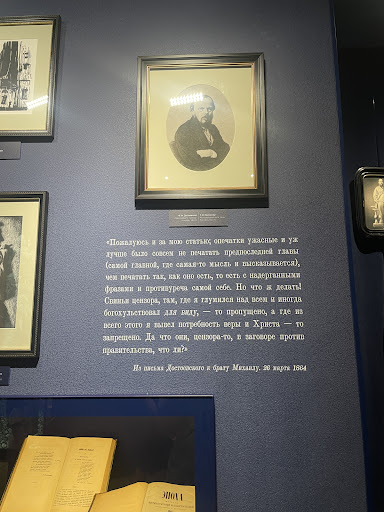 «Пожалуюсь и за мою статью; опечатки ужасные и уж
лучше было совсем не печатать предпоследней главы
(самой главной, где самая-то мысль и высказывается),
чем печатать так, как оно есть, то есть с надерганными
фразами и противуреча самой себе. Но что ж делать!
Свиньи цензора, там, где я глумился над всем и иногда
богохульствовал для виду, — то пропущено, а где из
всего этого я вывел потребность веры и Христа — то
запрещено. Да что они, цензора-то, в заговоре против
правительства, что ли?»
Из письма Достоевского к брату Михаилу. 26 марта 1864
ЭПОХА